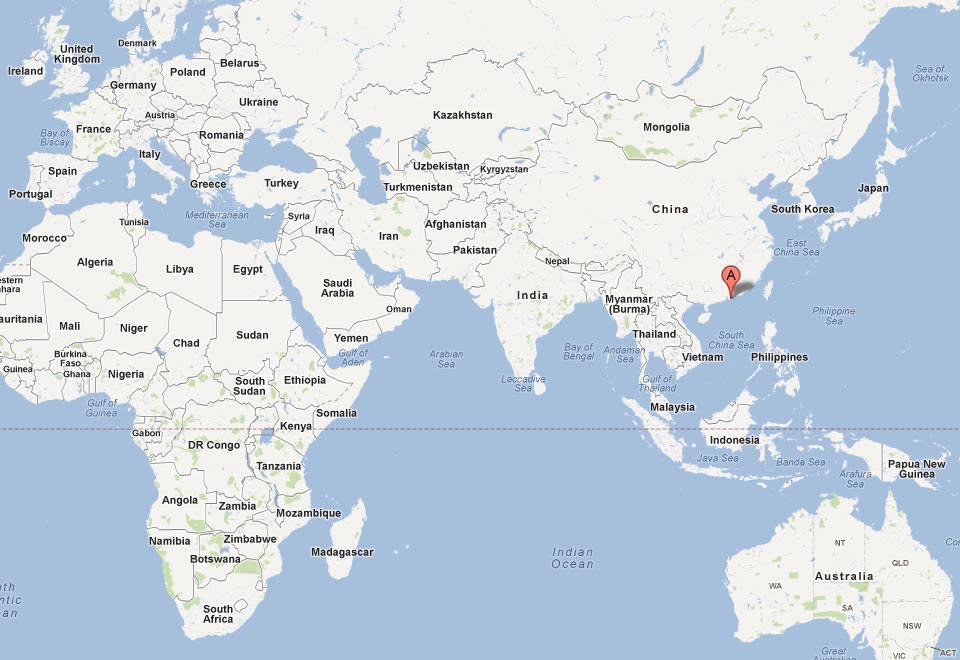 Denmark
United
Kingdom
Ireland
Belarus
Poland
Germany
Sea of
Okhotsk
Ukraine
Austria
Kazakhstan
Bay of
Biscay
France
Romania
Mongolia
Italy
Spain
Uzbekistan
Kyrgyzstan
Portugal
Greece
Turkey
Turkmenistan
Japan
Mediterranean
Sea
Tunisia
Syria
Iraq
Afghanistan
China
South Korea
Morocco
Iran
Pakistan
East
China Sea
Algeria
Libya
Egypt
Nepal
A
estern
hara
Saudi
Arabia
India
Myanmar
(Burma)
Oman
auritania
Mali
Niger
Chad
Sudan
Yemen
Thailand
South
China Sea
Philippine
Sea
Burkina
Faso
Guinea
Ghana
Nigeria
Gulf of
Aden
Arabian
Sea
Bay of
Bengal
Andaman
Sea
Vietnam
Philippines
South
Sudan
Ethiopia
Laccadive
Sea
Gulf of
Thailand
Gulf of
Guinea
Somalia
Malaysia
Kenya
Gabon
DR Congo
Indonesia
Java Sea
Banda Sea
Tanzania
Arafura
Sea
Papua New
Guinea
Angola
Zambia
Mozambique
Namibia
Zimbabwe
Botswana
Madagascar
Indian
Ocean
NT
QLD
Cor
WA
Australia
SA
th
ntic
an
South
Africa
NSW
ACT
VIC
Great
Australian